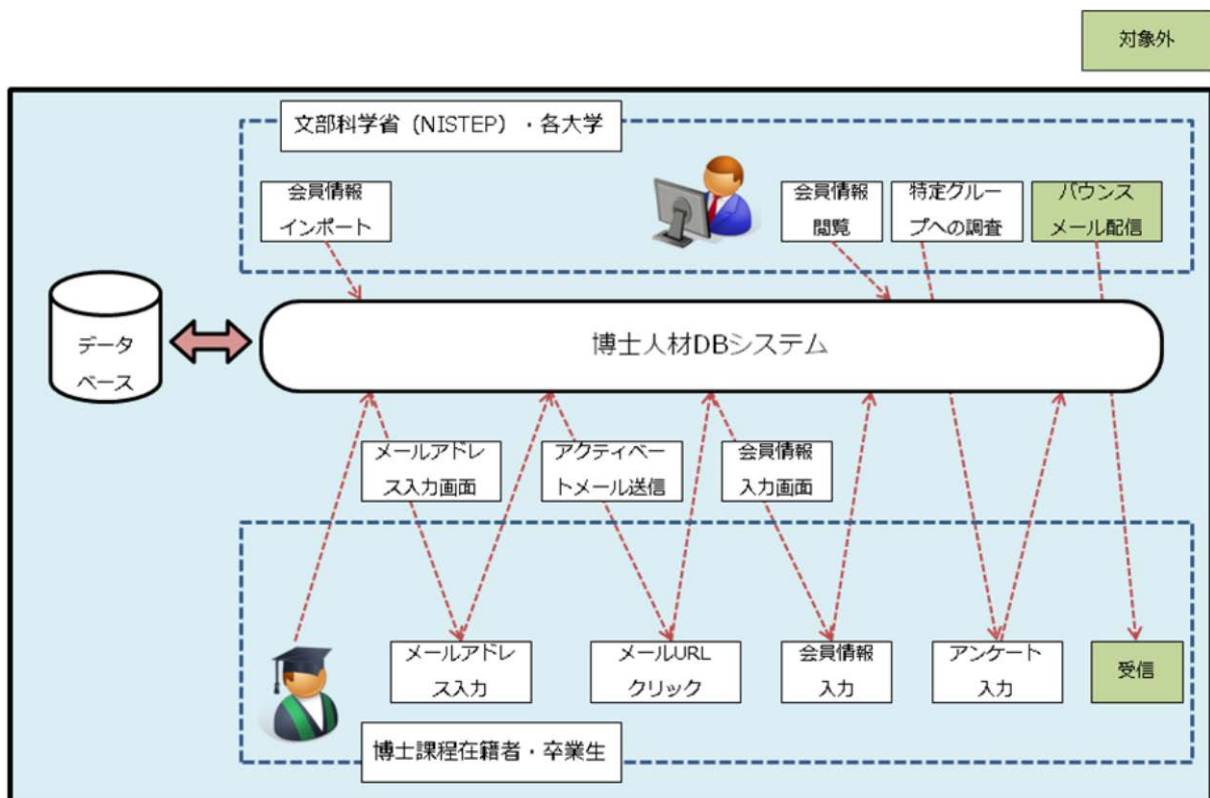 対象外
文部科学省（NISTEP）・各大学
会員情報
インポート
会員情報
閲覧
特定グルー
プへの調査
バウンス
メール配信
データ
ベース
博士人材DBシステム
メールアドレ
ス入力画面
アクティベー
トメール送信
会員情報
入力画面
メールアドレ
ス入力
メールURL
クリック
会員情報
入力
アンケート
入力
受信
博士課程在籍者・卒業生